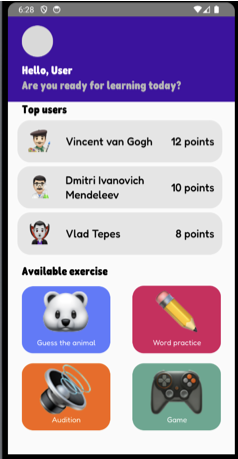 6:28
Hello, User
Are you ready for learning today?
Top users
Vincent van Gogh 12 points
Dmitri Ivanovich
Mendeleev 10 points
Vlad Tepes 8 points
Available exercise
Guess the animal Word practice
Audition Game